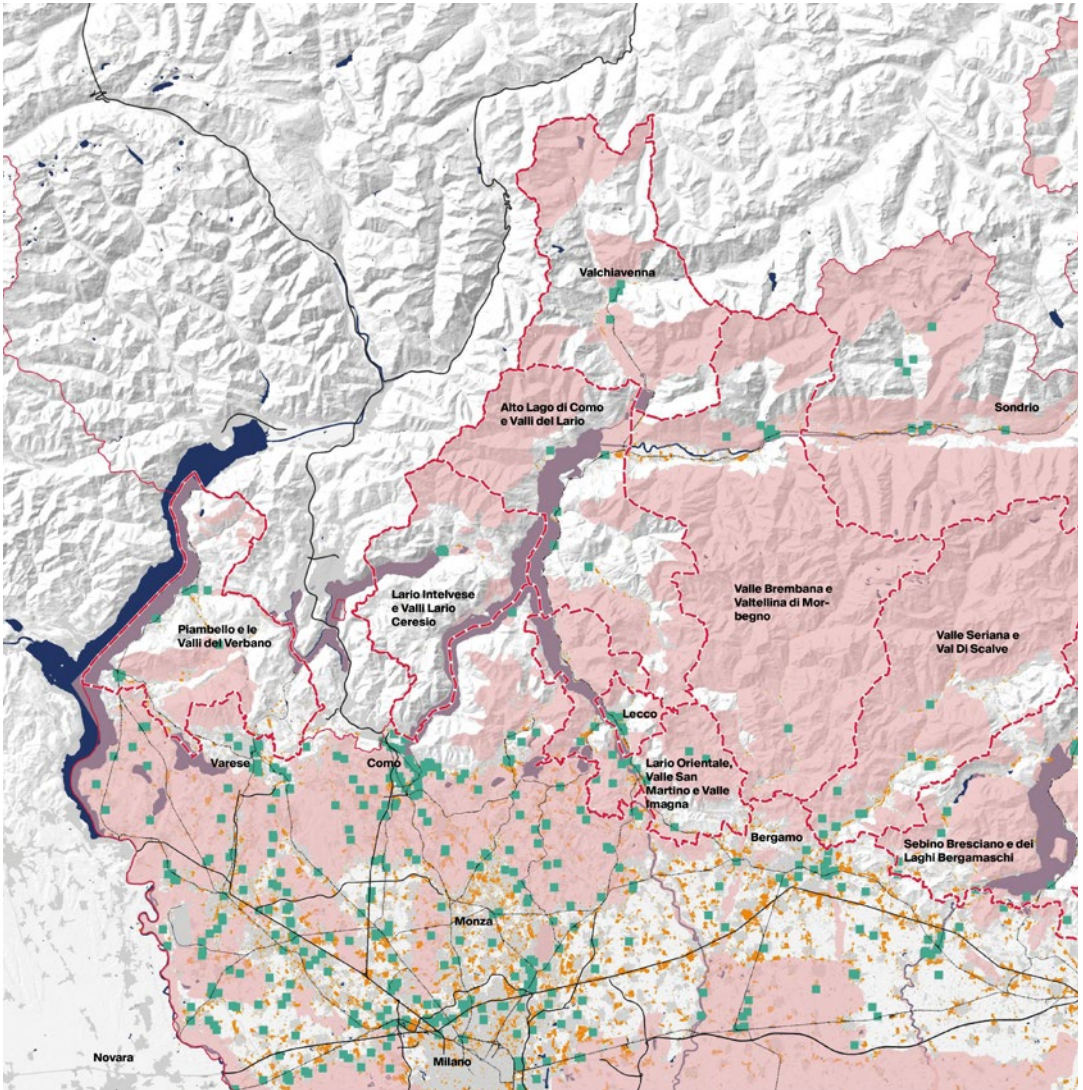 Valchiavenna
Alto Lago di Como
e Valli del Lario
Sondrio
Lario Intelvese
e Valli Lario
Ceresio
Valle Brembana e
Valtellina di Mor-
begno
Piambello e le
Valli del Verbano
Valle Seriana e
Val Di Scalve
Lecco
Varese
Como
Lario Orientale,
Valle San
Martino e Valle
Imagna
Bergamo
Sebino Bresciano e dei
Laghi Bergamaschi
Monza
Novara
Milano